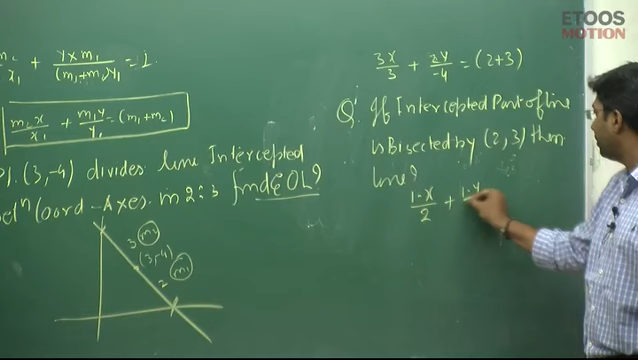 x₁ + y×m₁ / (m₁+m₂)y₁ = 1.
m₂x/x₁ + m₁y/y₁ = (m₁+m₂)
(3,-4) divides line Intercepted
Coord-Axes in 2:3 find EOL?
3 m₁
(3,-4)
2 m₂
ETOOS
MOTION
3x/3 + 2y/-4 = (2+3)
Q. If Intercepted Part of line
is Bisected by (2,3) then
line?
1·x/2 + 1·y